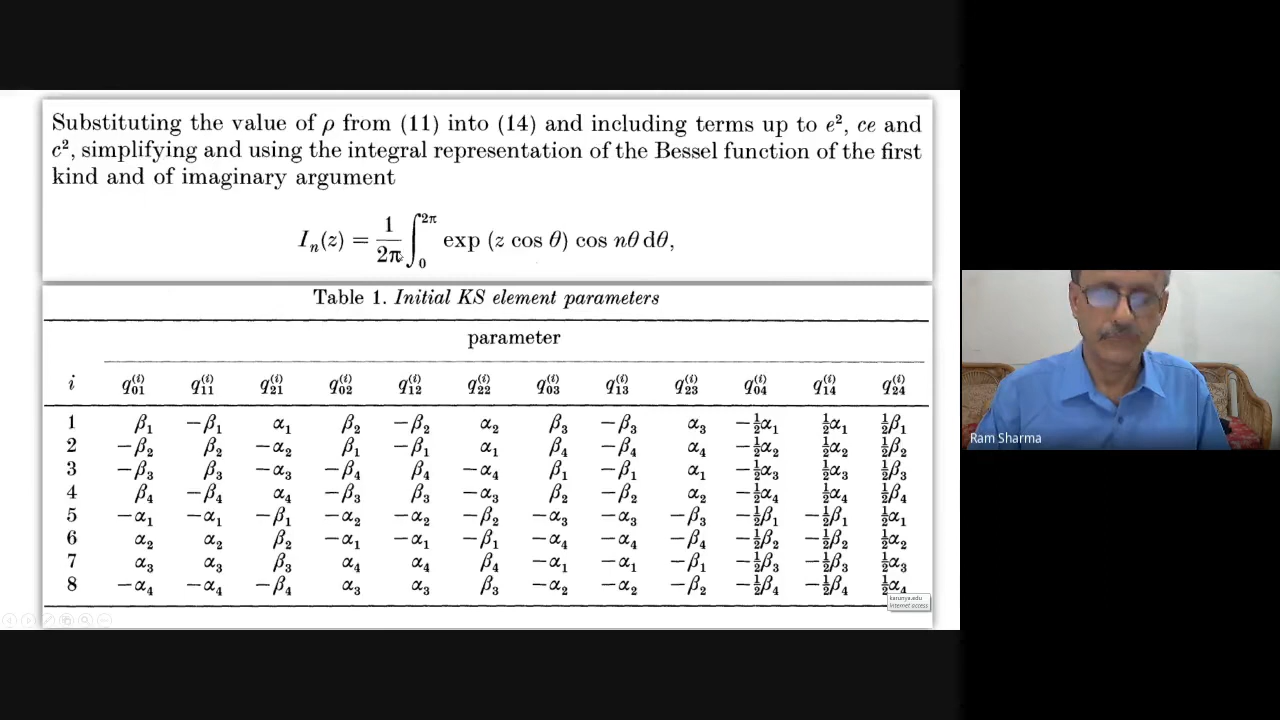 Substituting the value of ρ from (11) into (14) and including terms up to e², ce and
c², simplifying and using the integral representation of the Bessel function of the first
kind and of imaginary argument
Iₙ(z) = 1/2π ∫₀^2π exp (z cos θ) cos nθ dθ,
Table 1. Initial KS element parameters
parameter
i q₀₁⁽ⁱ⁾ q₁₁⁽ⁱ⁾ q₂₁⁽ⁱ⁾ q₀₂⁽ⁱ⁾ q₁₂⁽ⁱ⁾ q₂₂⁽ⁱ⁾ q₀₃⁽ⁱ⁾ q₁₃⁽ⁱ⁾ q₂₃⁽ⁱ⁾ q₀₄⁽ⁱ⁾ q₁₄⁽ⁱ⁾ q₂₄⁽ⁱ⁾
1 β₁ −β₁ α₁ β₂ −β₂ α₂ β₃ −β₃ α₃ −½α₁ ½α₁ ½β₁
2 −β₂ β₂ −α₂ β₁ −β₁ α₁ β₄ −β₄ α₄ −½α₂ ½α₂ ½β₂
3 −β₃ β₃ −α₃ −β₄ β₄ −α₄ β₁ −β₁ α₁ −½α₃ ½α₃ ½β₃
4 β₄ −β₄ α₄ −β₃ β₃ −α₃ β₂ −β₂ α₂ −½α₄ ½α₄ ½β₄
5 −α₁ −α₁ −β₁ −α₂ −α₂ −β₂ −α₃ −α₃ −β₃ −½β₁ −½β₁ ½α₁
6 α₂ α₂ β₂ −α₁ −α₁ −β₁ −α₄ −α₄ −β₄ −½β₂ −½β₂ ½α₂
7 α₃ α₃ β₃ α₄ α₄ β₄ −α₁ −α₁ −β₁ −½β₃ −½β₃ ½α₃
8 −α₄ −α₄ −β₄ α₃ α₃ β₃ −α₂ −α₂ −β₂ −½β₄ −½β₄ ½α₄
karunya.edu
Internet access
Ram Sharma